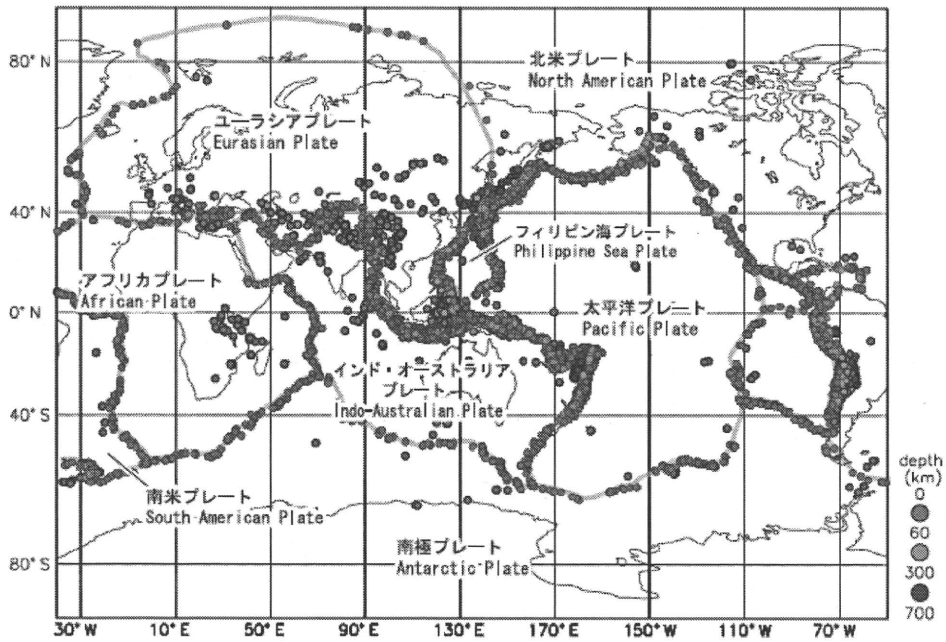 80° N
40° N
0° N
40° S
80° S
北米プレート
North American Plate
ユーラシアプレート
Eurasian Plate
フィリピン海プレート
Philippine Sea Plate
アフリカプレート
African Plate
太平洋プレート
Pacific Plate
インド・オーストラリア
プレート
Indo-Australian Plate
南米プレート
South American Plate
南極プレート
Antarctic Plate
depth
(km)
0
60
300
700
30° W
10° E
50° E
90° E
130° E
170° E
150° W
110° W
70° W